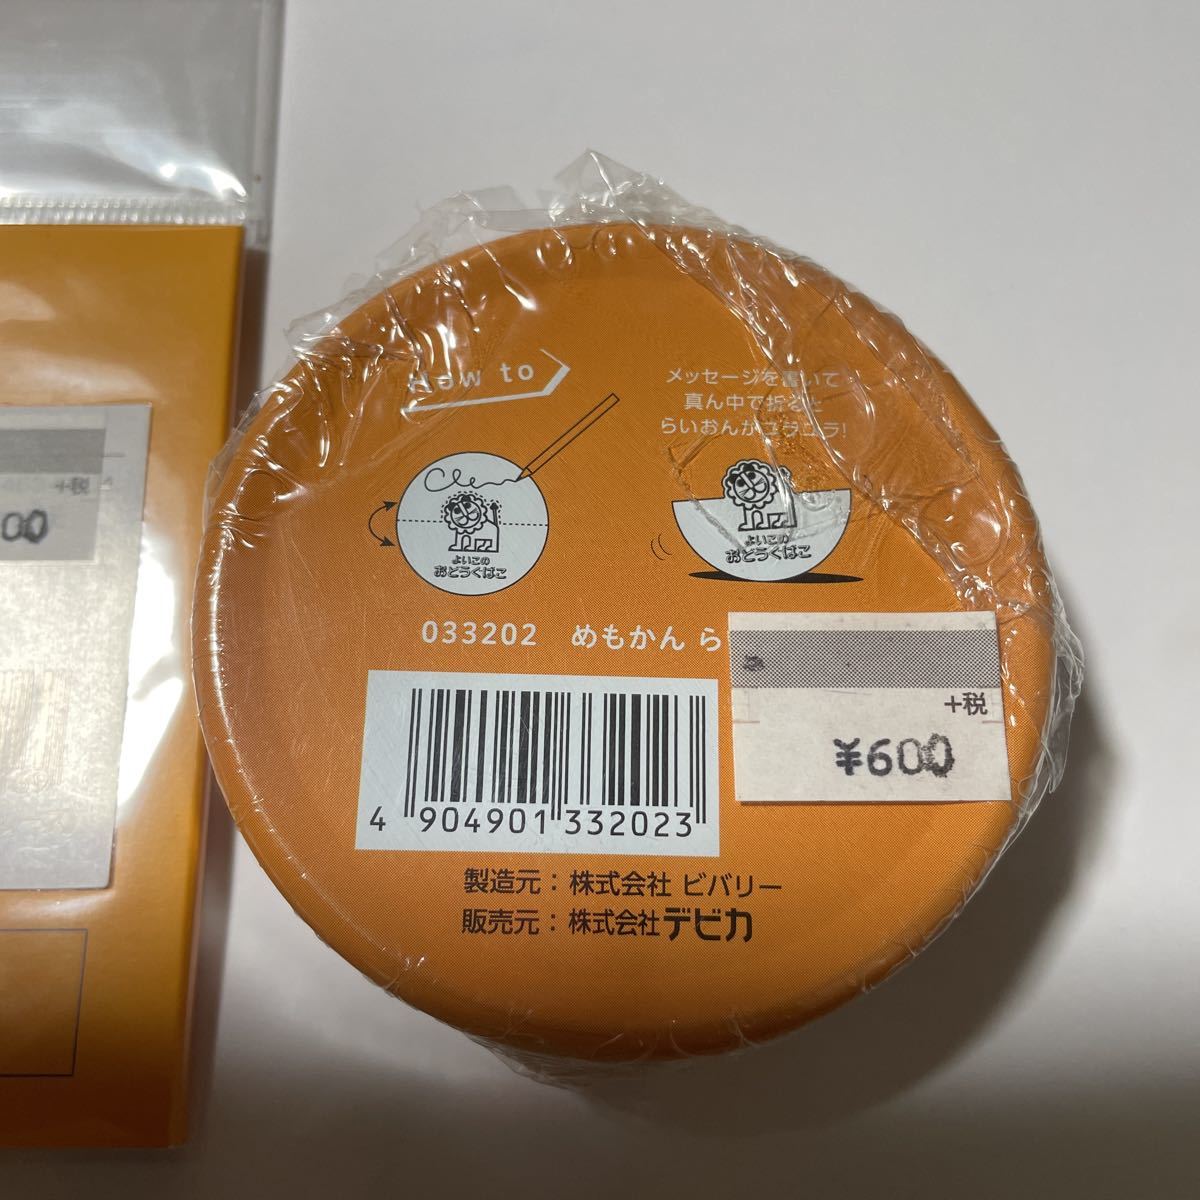 How to
メッセージを書いて
真ん中で折ると
らいおんがユラユラ!
よいこの
おどうぐばこ
よいこの
おどうぐばこ
033202 めもかん ら
+税
¥600
4 904901 332023
製造元：株式会社 ビバリー
販売元：株式会社デビカ
+税
00